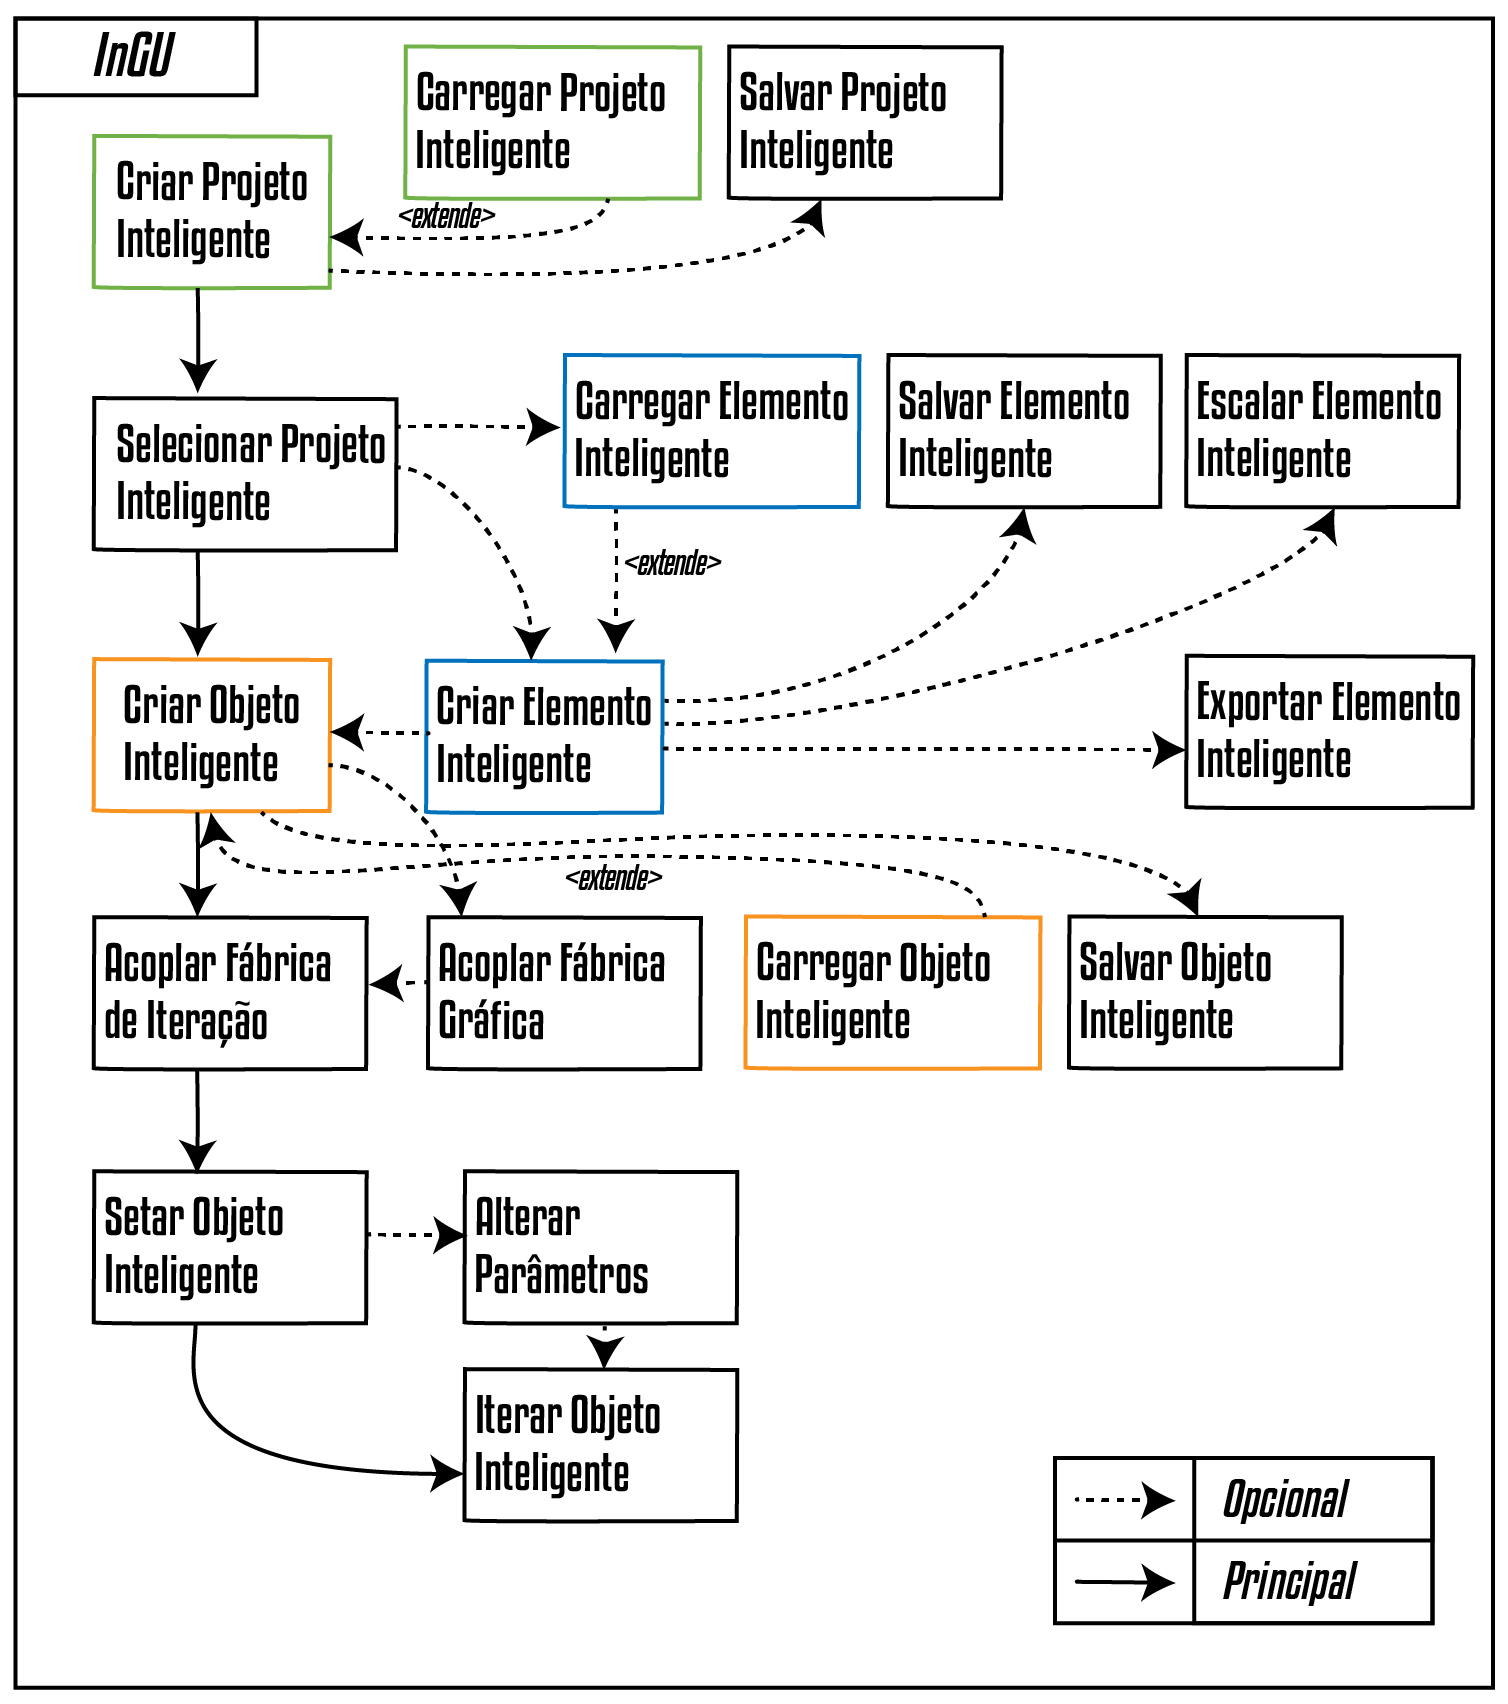 InGU
Carregar Projeto
Inteligente
Salvar Projeto
Inteligente
Criar Projeto
Inteligente
<extende>
Selecionar Projeto
Inteligente
Carregar Elemento
Inteligente
Salvar Elemento
Inteligente
Escalar Elemento
Inteligente
<extende>
Criar Objeto
Inteligente
Criar Elemento
Inteligente
Exportar Elemento
Inteligente
<extende>
Acoplar Fábrica
de Iteração
Acoplar Fábrica
Gráfica
Carregar Objeto
Inteligente
Salvar Objeto
Inteligente
Setar Objeto
Inteligente
Alterar
Parâmetros
Iterar Objeto
Inteligente
Opcional
Principal